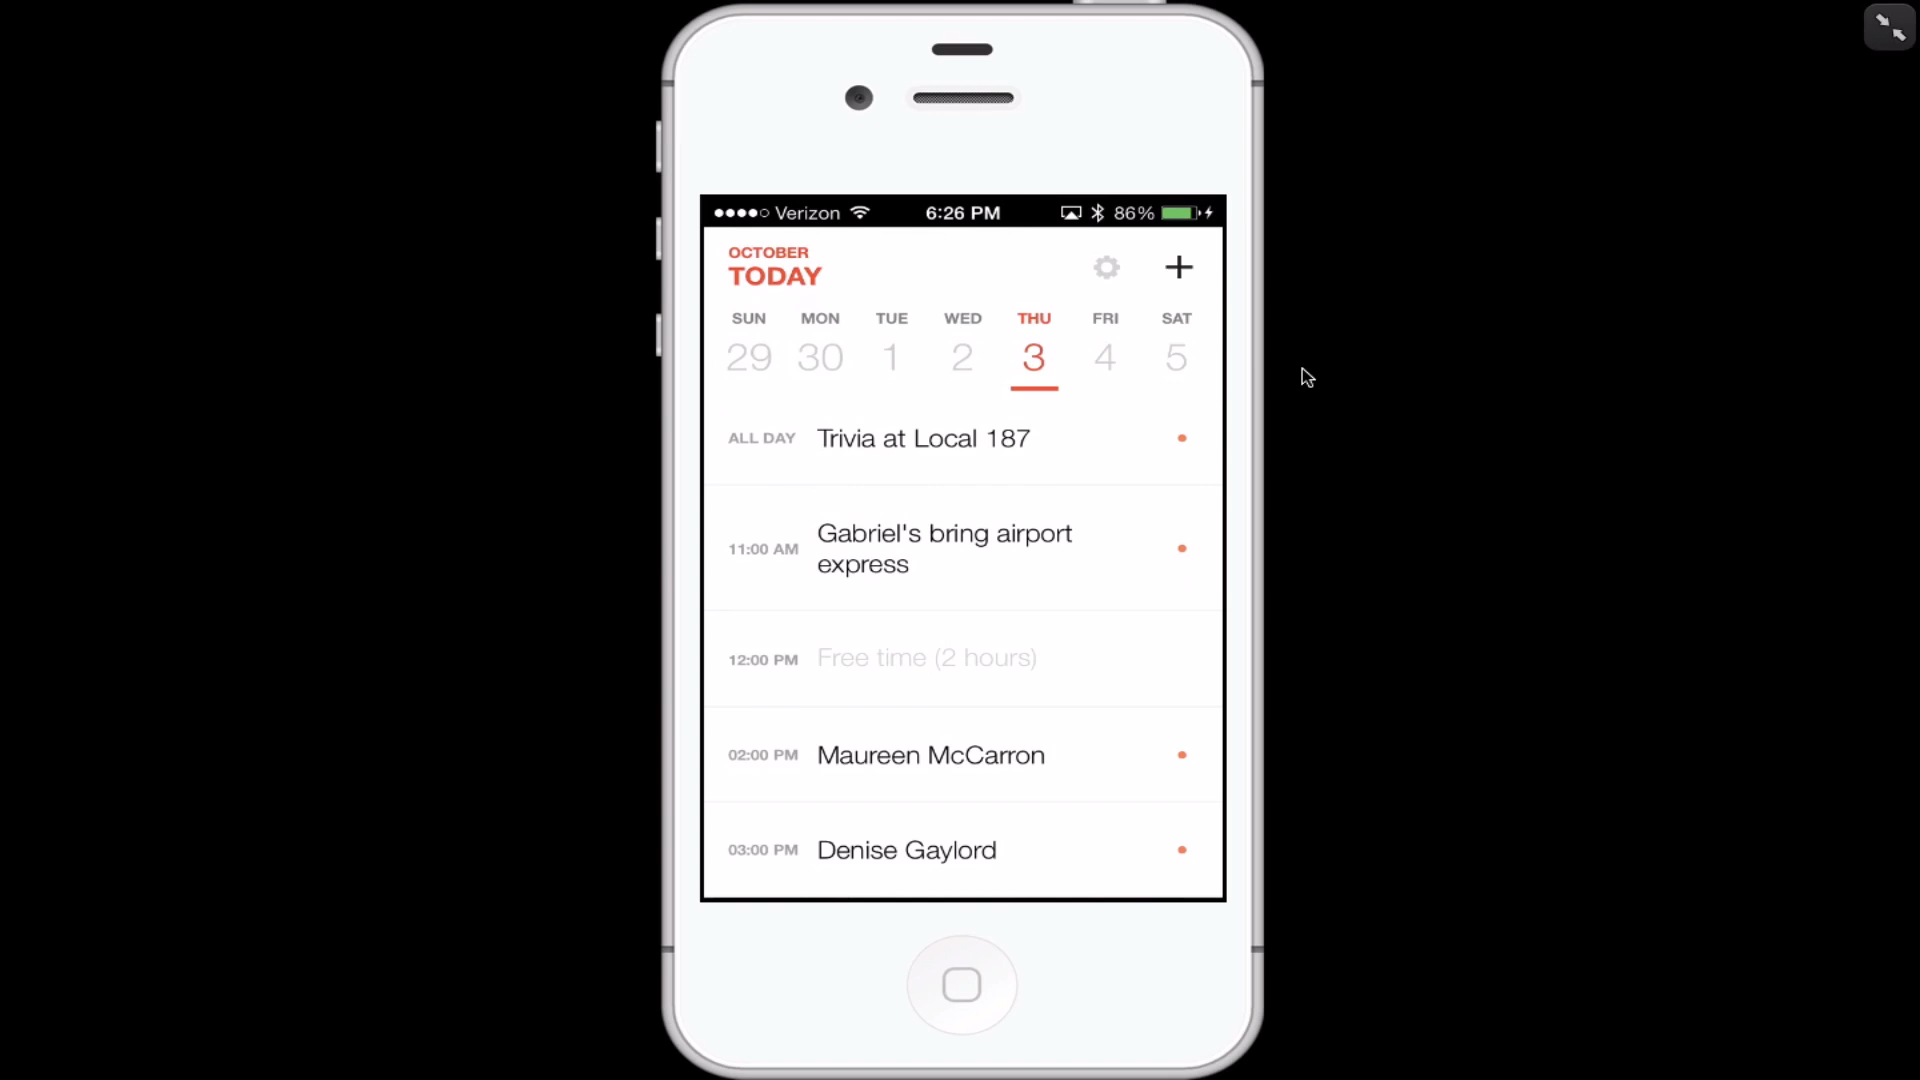 Verizon 6:26 PM 86%
OCTOBER
TODAY
SUN MON TUE WED THU FRI SAT
29 30 1 2 3 4 5
ALL DAY Trivia at Local 187
11:00 AM Gabriel's bring airport
express
12:00 PM Free time (2 hours)
02:00 PM Maureen McCarron
03:00 PM Denise Gaylord